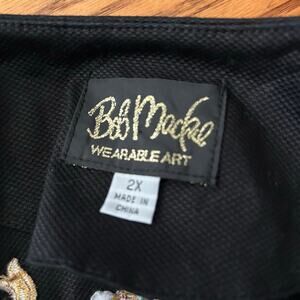 Bob Mackie
WEARABLE ART
2X
MADE IN
CHINA